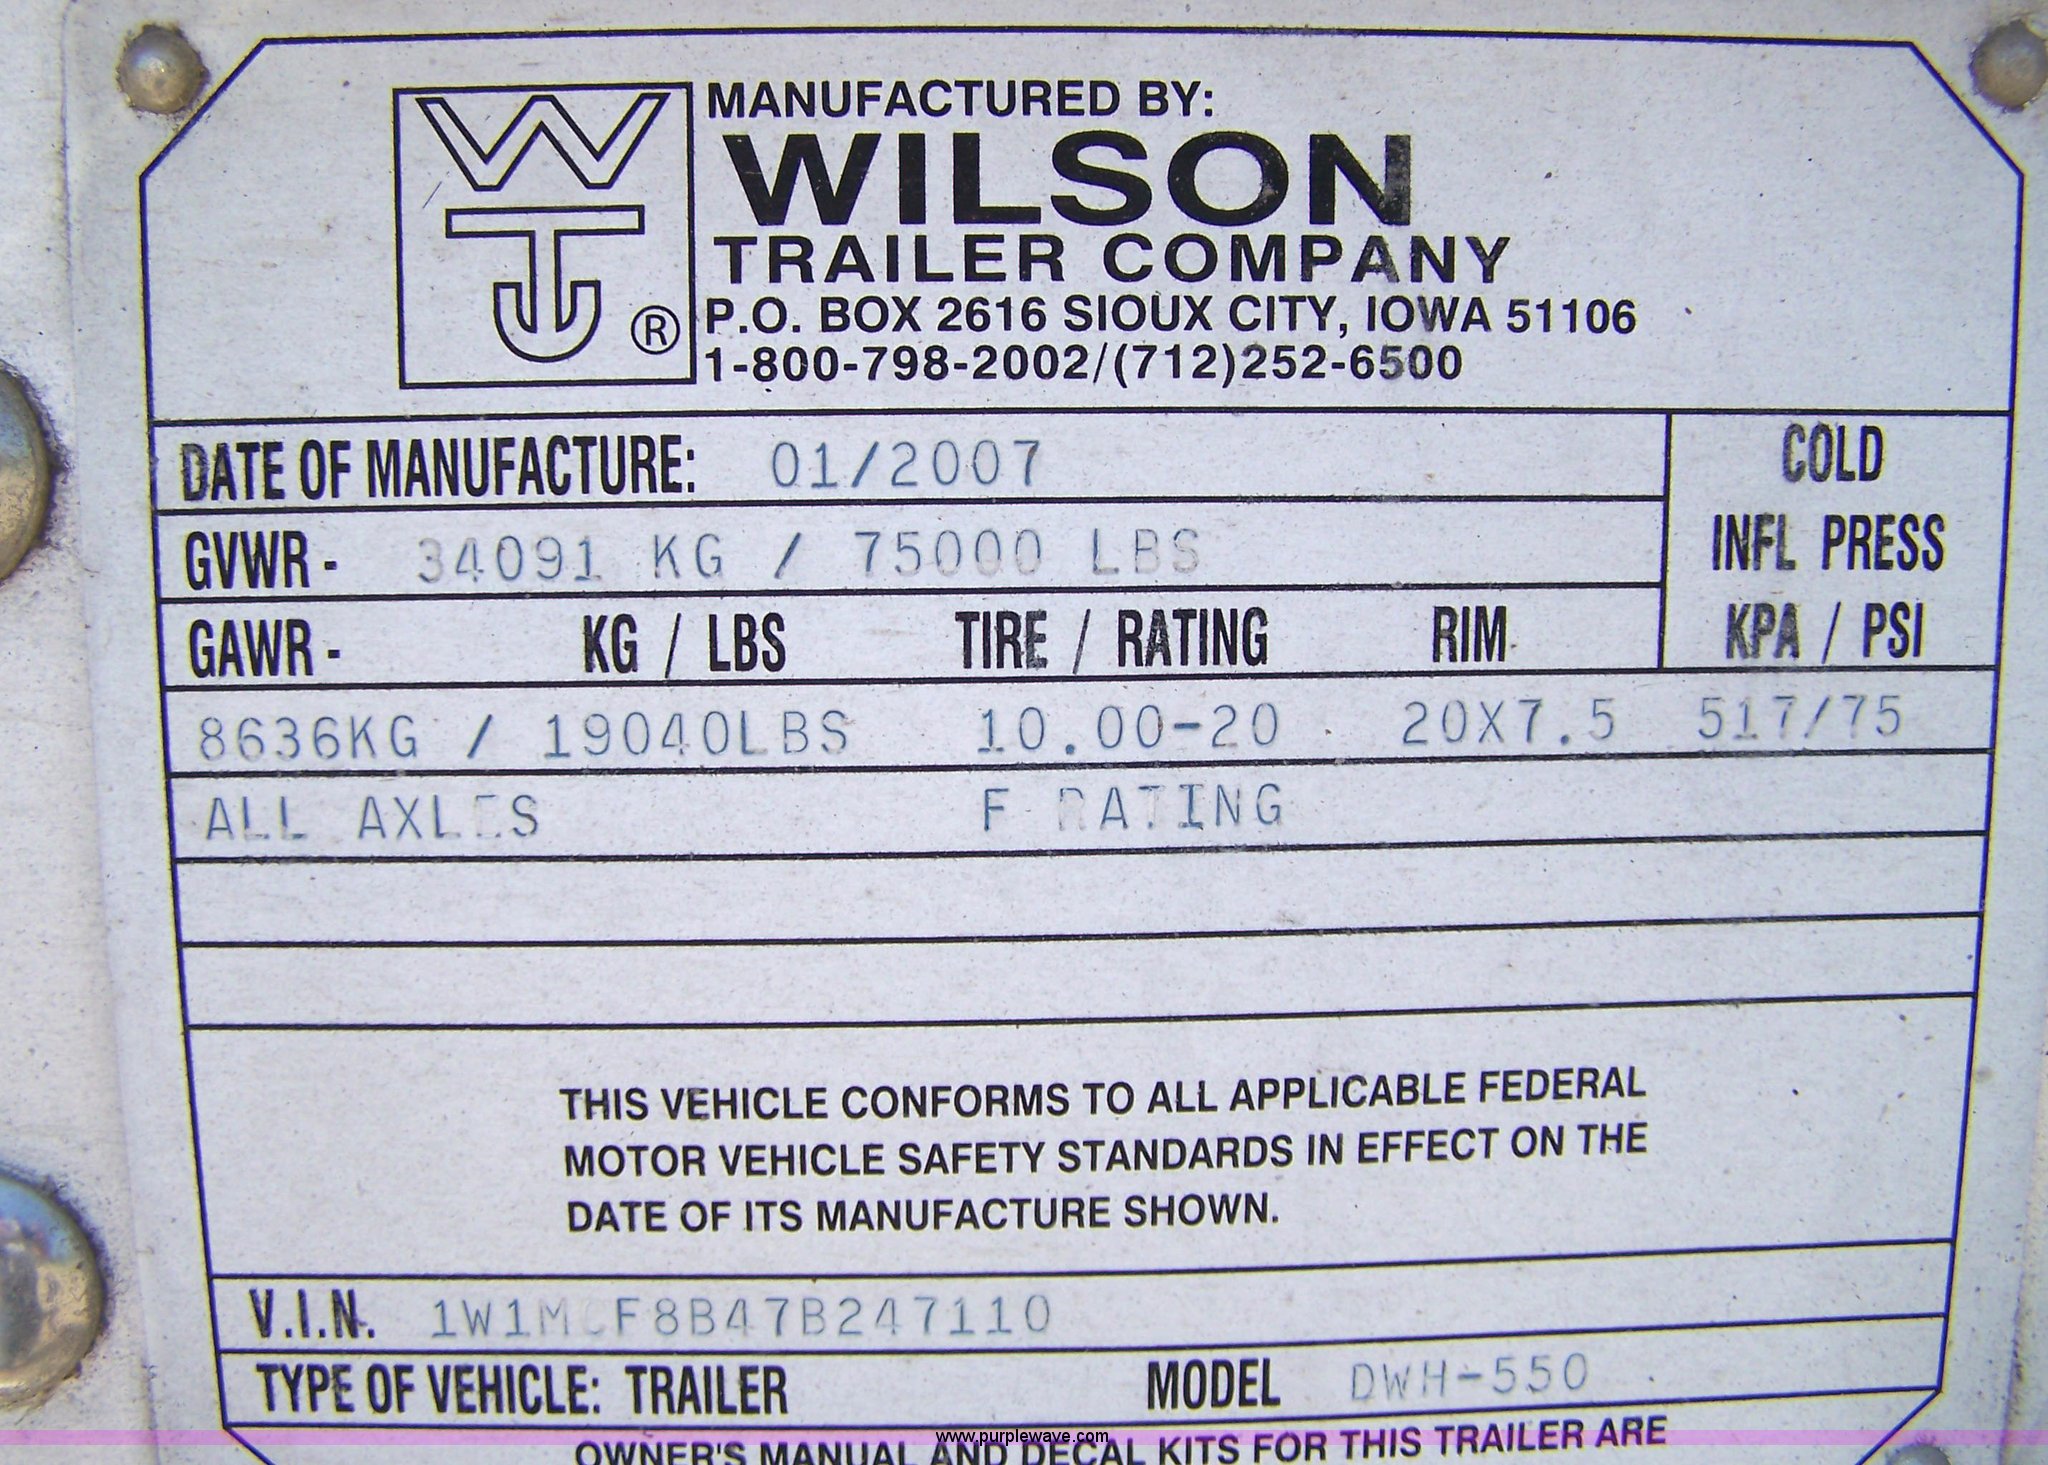 MANUFACTURED BY:
WILSON
TRAILER COMPANY
P.O. BOX 2616 SIOUX CITY, IOWA 51106
1-800-798-2002/(712)252-6500
WTJ ®
DATE OF MANUFACTURE: 01/2007
COLD
INFL PRESS
KPA / PSI
GVWR - 34091 KG / 75000 LBS
GAWR - KG / LBS TIRE / RATING RIM
8636KG / 19040LBS 10.00-20 20X7.5 517/75
ALL AXLES F RATING
THIS VEHICLE CONFORMS TO ALL APPLICABLE FEDERAL
MOTOR VEHICLE SAFETY STANDARDS IN EFFECT ON THE
DATE OF ITS MANUFACTURE SHOWN.
V.I.N. 1W1MCF8B47B247110
TYPE OF VEHICLE: TRAILER MODEL DWH-550
www.purplewave.com
OWNER'S MANUAL AND DECAL KITS FOR THIS TRAILER ARE